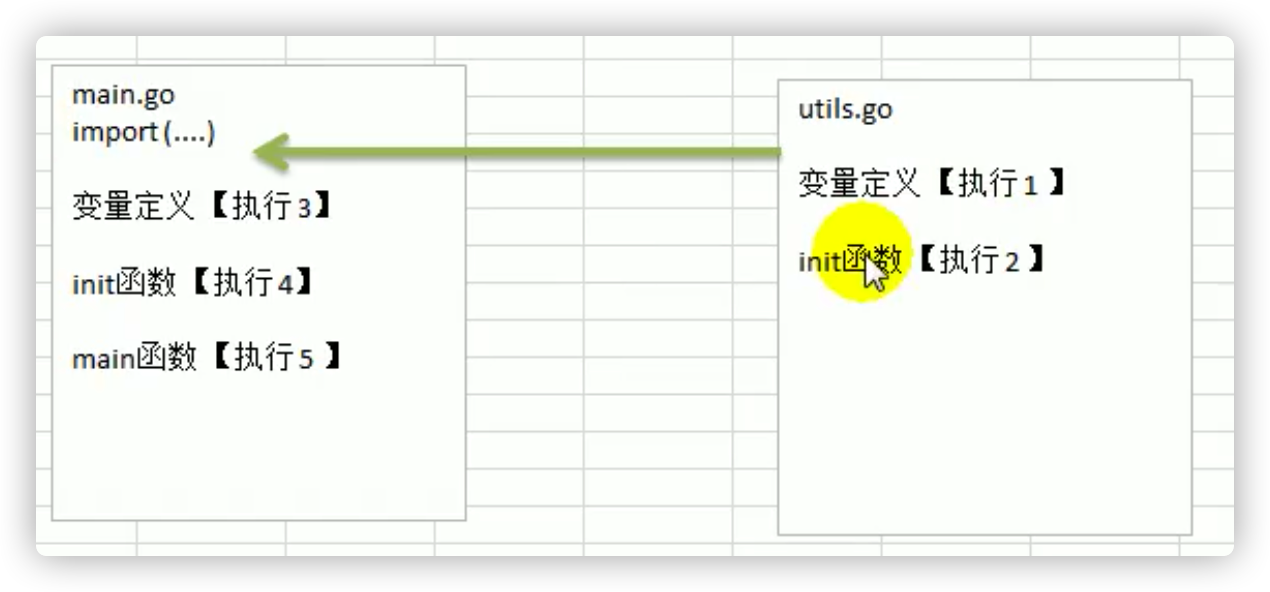 main.go
import(....)
变量定义【执行3】
init函数【执行4】
main函数【执行5 】
utils.go
变量定义【执行1 】
init函数【执行2 】